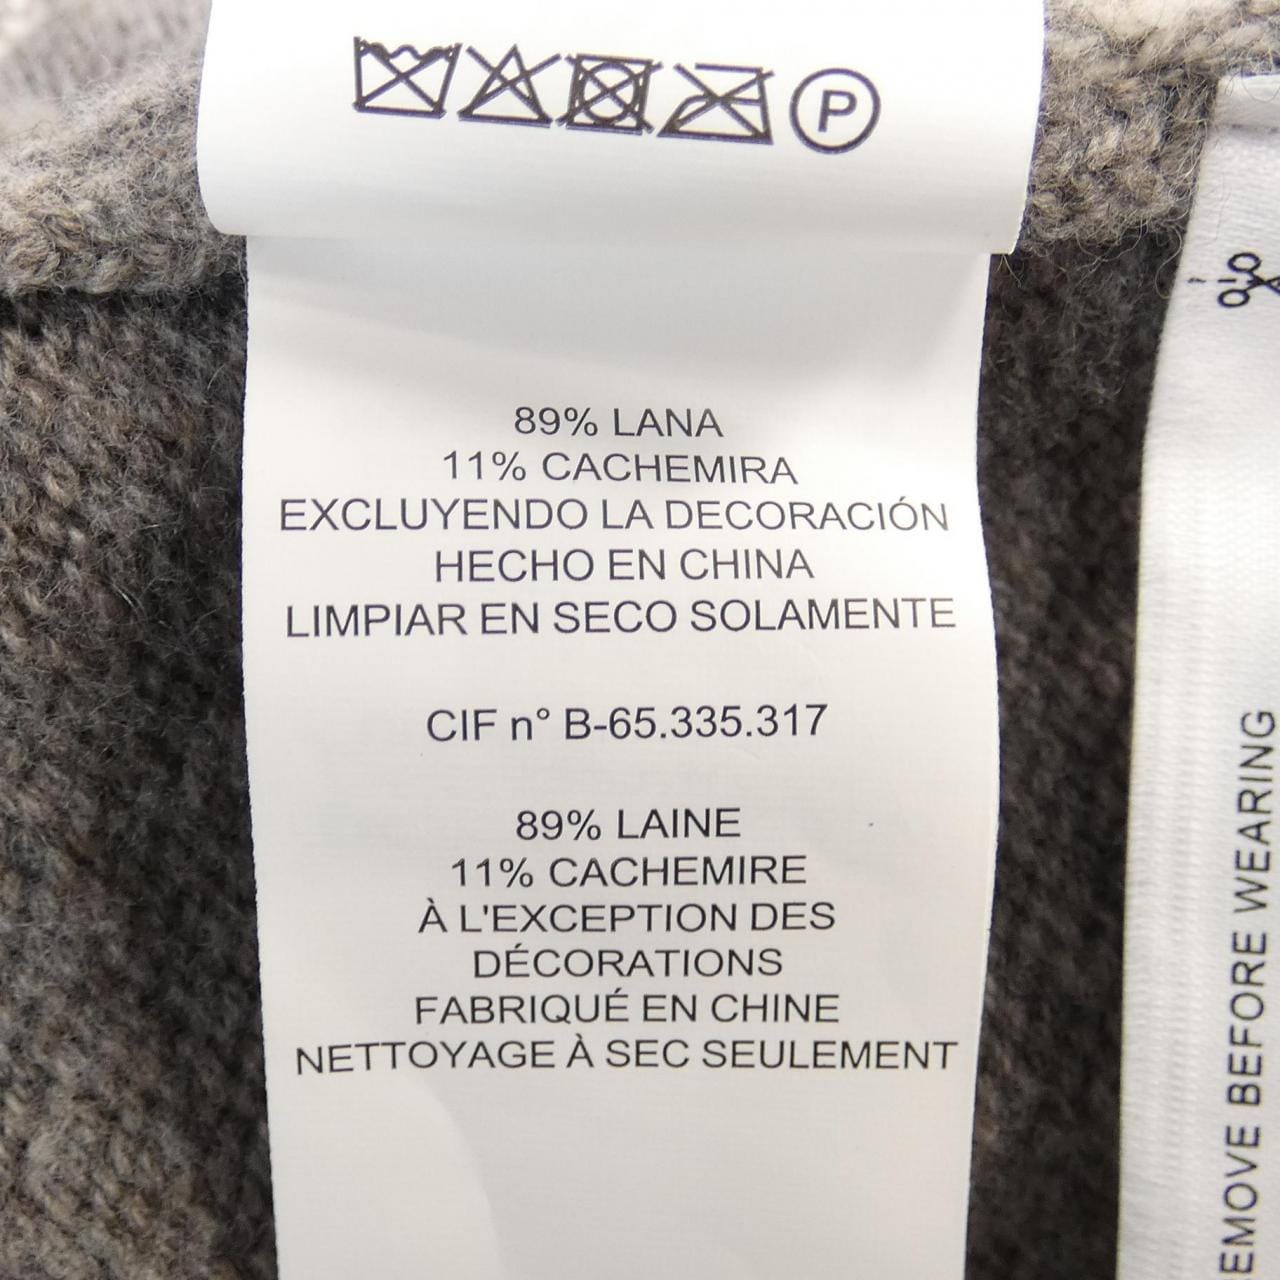 P
89% LANA
11% CACHEMIRA
EXCLUYENDO LA DECORACIÓN
HECHO EN CHINA
LIMPIAR EN SECO SOLAMENTE
CIF n° B-65.335.317
89% LAINE
11% CACHEMIRE
À L'EXCEPTION DES
DÉCORATIONS
FABRIQUÉ EN CHINE
NETTOYAGE À SEC SEULEMENT
EMOVE BEFORE WEARING